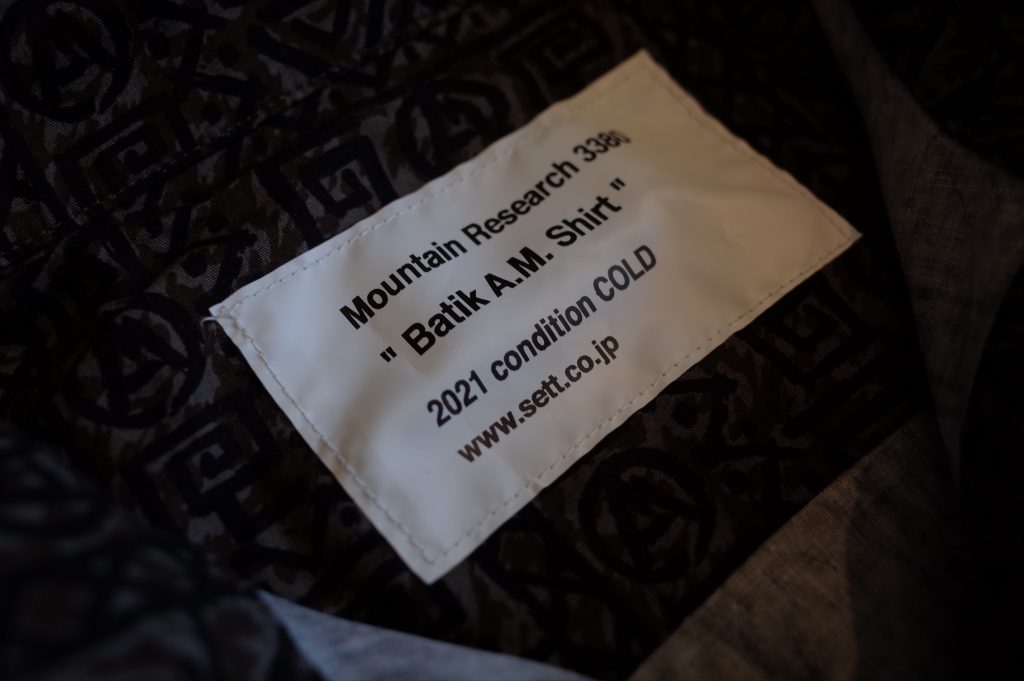 Mountain Research 3380
" Batik A.M. Shirt "
2021 condition COLD
www.sett.co.jp